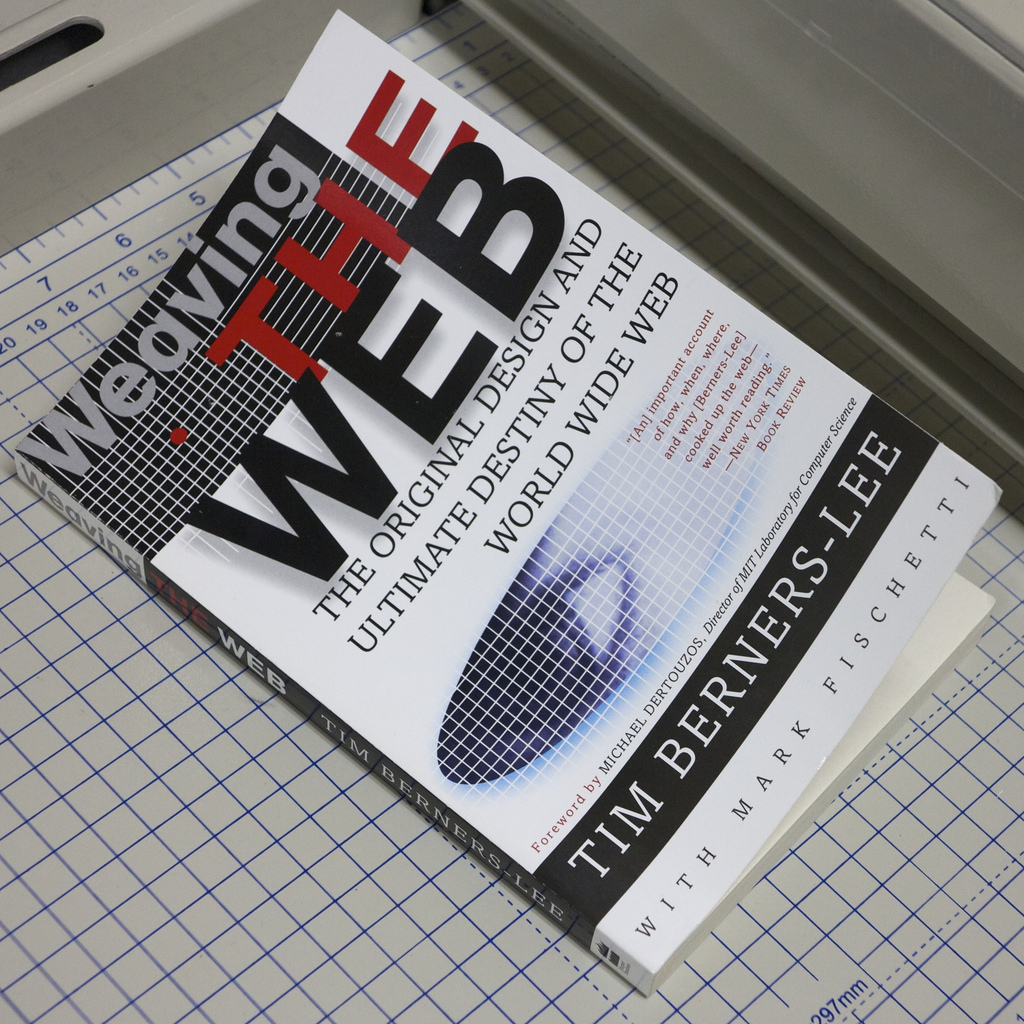 Weaving
THE
WEB
THE ORIGINAL DESIGN AND
ULTIMATE DESTINY OF THE
WORLD WIDE WEB
"[An] important account
of how, when, where,
and why [Berners-Lee]
cooked up the web—
well worth reading."
—NEW YORK TIMES
BOOK REVIEW
Foreword by MICHAEL DERTOUZOS, Director of MIT Laboratory for Computer Science
TIM BERNERS-LEE
WITH MARK FISCHETTI
Weaving THE WEB TIM BERNERS-LEE
7 6 5
20 19 18 17 16 15 14
297mm